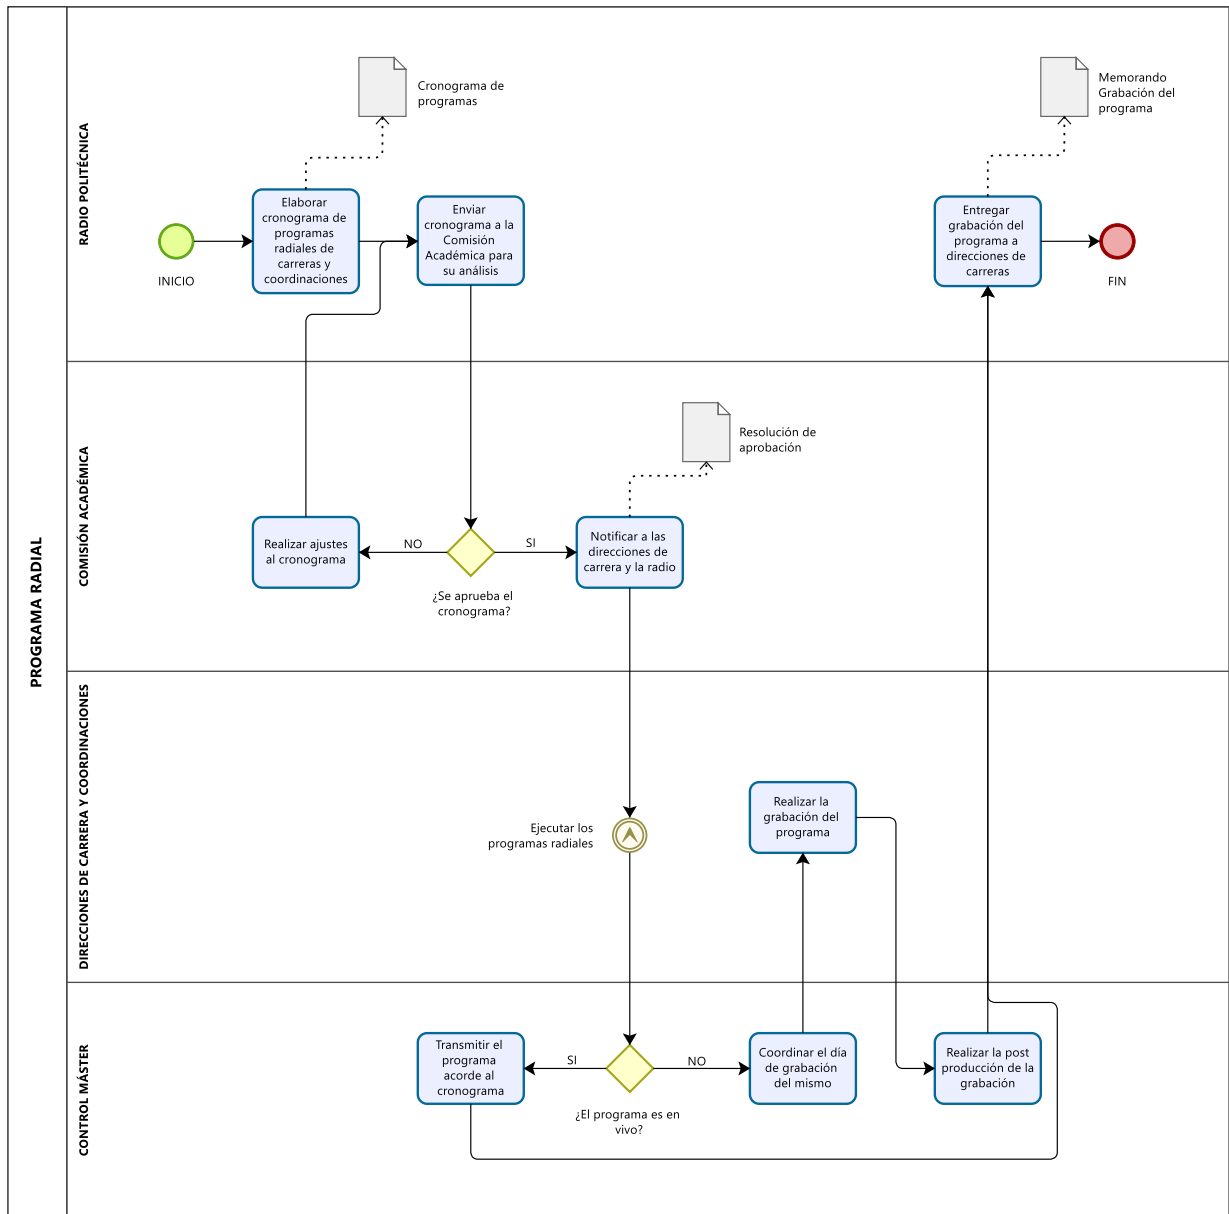 PROGRAMA RADIAL
RADIO POLITÉCNICA
Cronograma de
programas
Memorando
Grabación del
programa
INICIO
Elaborar
cronograma de
programas
radiales de
carreras y
coordinaciones
Enviar
cronograma a la
Comisión
Académica para
su análisis
Entregar
grabación del
programa a
direcciones de
carreras
FIN
COMISIÓN ACADÉMICA
Resolución de
aprobación
Realizar ajustes
al cronograma
NO
¿Se aprueba el
cronograma?
SI
Notificar a las
direcciones de
carrera y la radio
DIRECCIONES DE CARRERA Y COORDINACIONES
Ejecutar los
programas radiales
Realizar la
grabación del
programa
CONTROL MÁSTER
Transmitir el
programa
acorde al
cronograma
SI
¿El programa es en
vivo?
NO
Coordinar el día
de grabación
del mismo
Realizar la post
producción de la
grabación